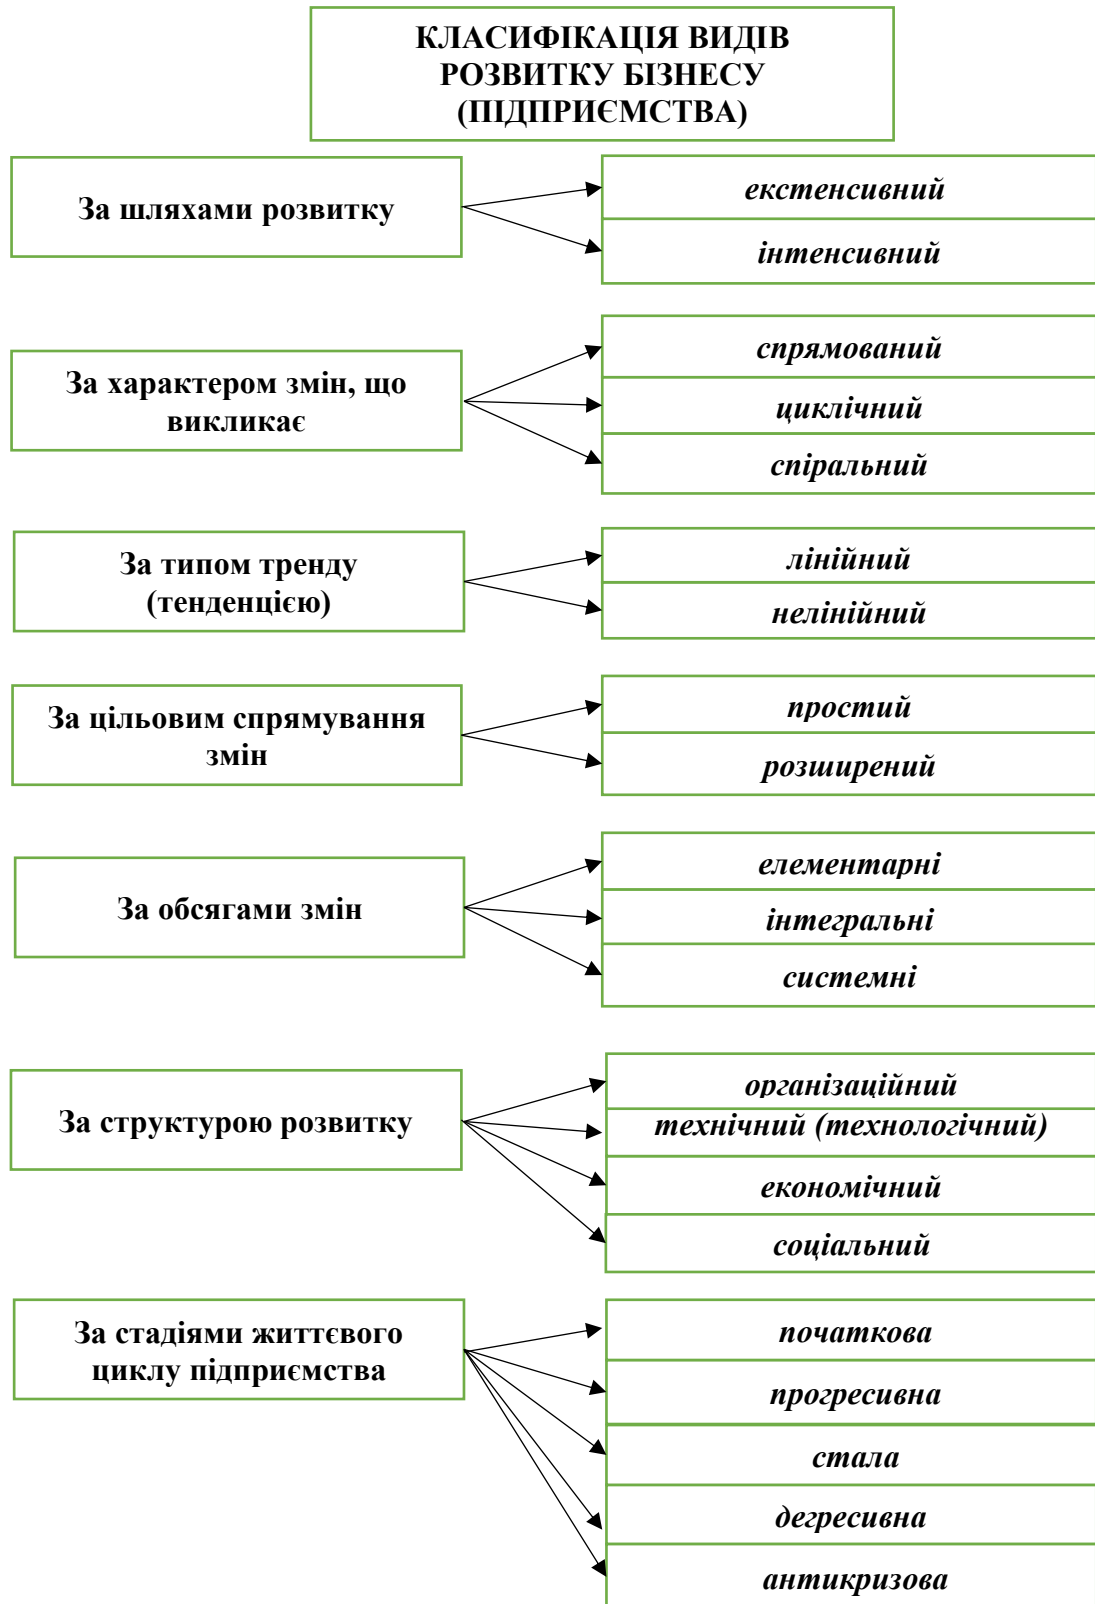 КЛАСИФІКАЦІЯ ВИДІВ
РОЗВИТКУ БІЗНЕСУ
(ПІДПРИЄМСТВА)
За шляхами розвитку
екстенсивний
інтенсивний
За характером змін, що
викликає
спрямований
циклічний
спіральний
За типом тренду
(тенденцією)
лінійний
нелінійний
За цільовим спрямування
змін
простий
розширений
За обсягами змін
елементарні
інтегральні
системні
За структурою розвитку
організаційний
технічний (технологічний)
економічний
соціальний
За стадіями життєвого
циклу підприємства
початкова
прогресивна
стала
дегресивна
антикризова